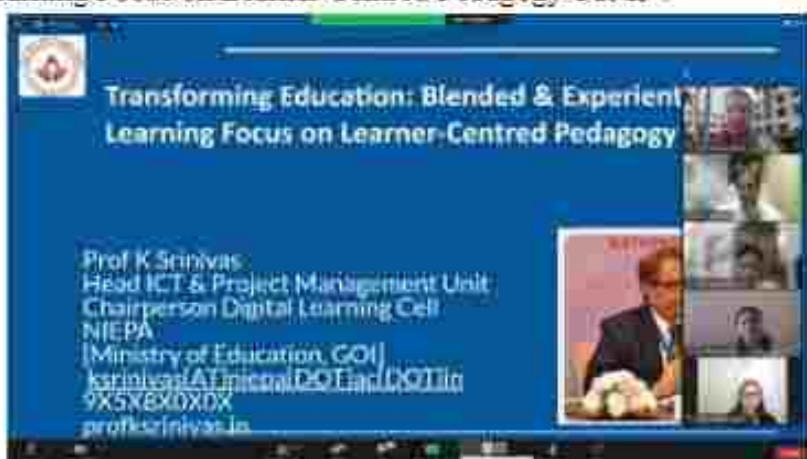 Transforming Education: Blended & Experient
Learning Focus on Learner-Centred Pedagogy
Prof K Srinivas
Head ICT & Project Management Unit
Chairperson Digital Learning Cell
NIEPA
[Ministry of Education, GOI]
ksrinivas[AT]niepa[DOT]ac[DOT]in
9X5X8X0X0X
profksrinivas.in